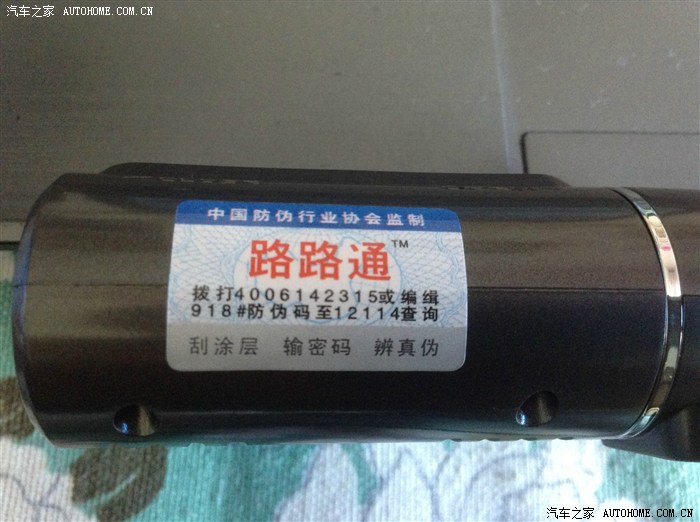 汽车之家 AUTOHOME.COM.CN
中国防伪行业协会监制
路路通™
拨打4006142315或编缉
918#防伪码至12114查询
刮涂层 输密码 辨真伪
汽车之家 AUTOHOME.COM.CN